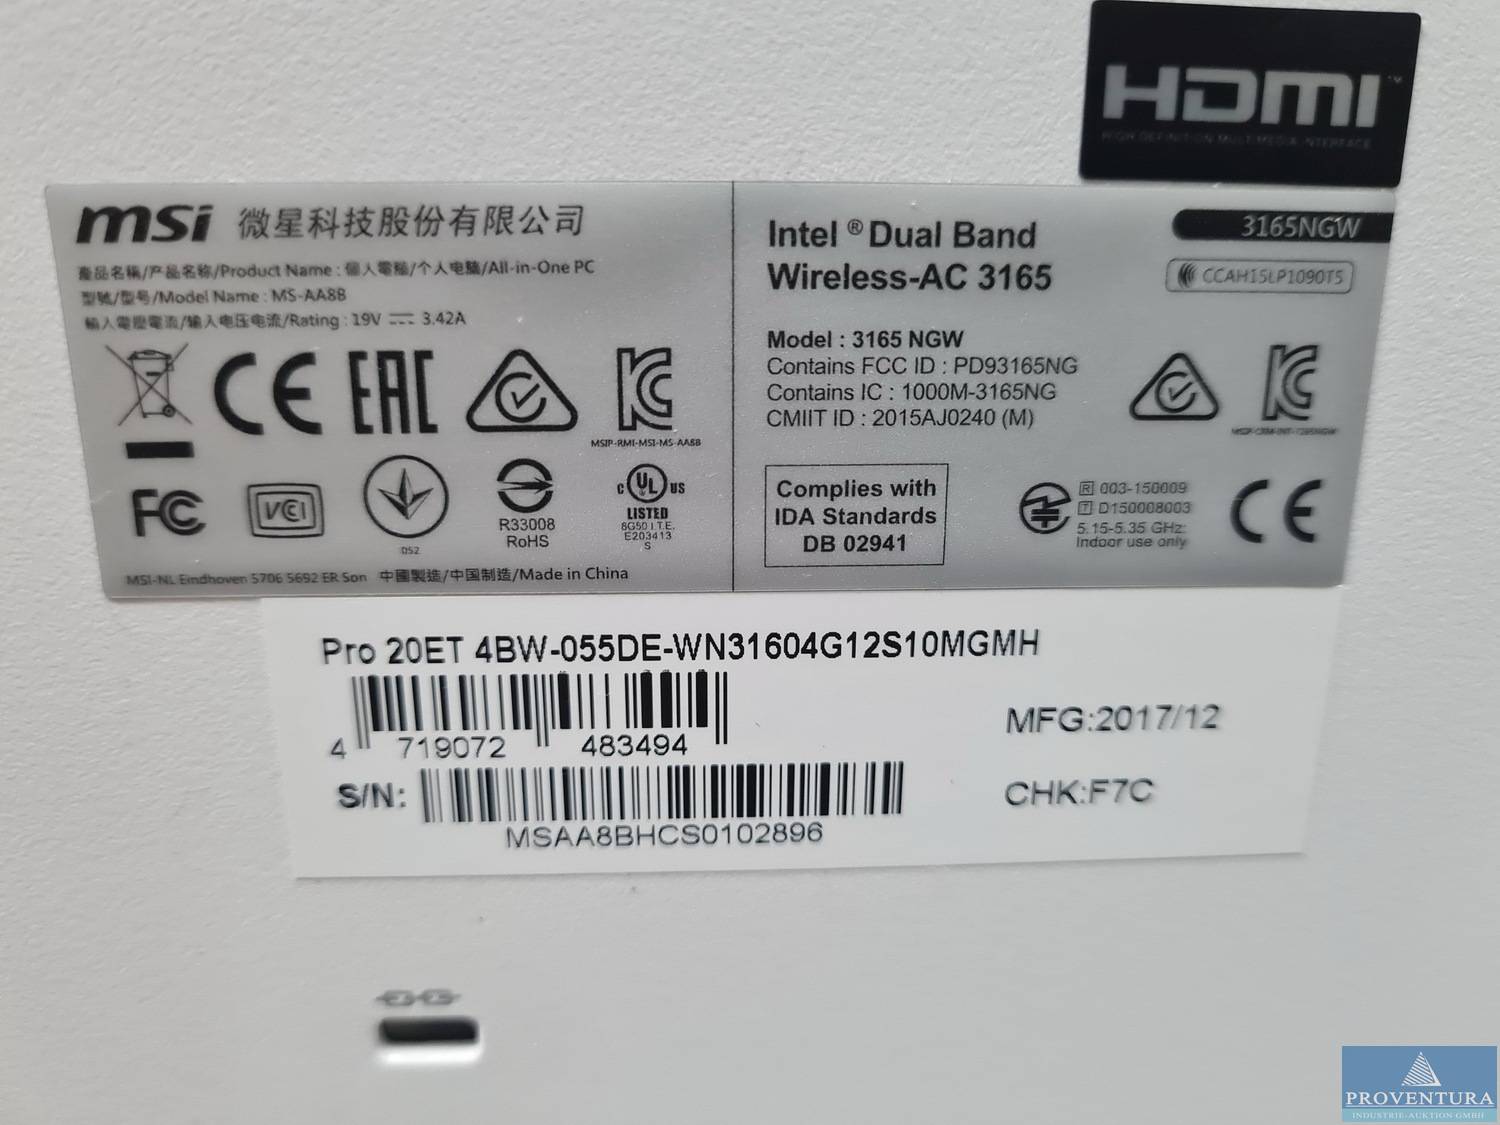 HDMI
HIGH DEFINITION MULTIMEDIA INTERFACE
msi 微星科技股份有限公司
產品名稱/产品名称/Product Name : 個人電腦/个人电脑/All-in-One PC
型號/型号/Model Name : MS-AA8B
輸入電壓電流/输入电压电流/Rating : 19V ⎓ 3.42A
CE EAC
MSIP-RMI-MSI-MS-AA8B
FC VCCI
052
R33008
RoHS
c UL US
LISTED
8G50 I.T.E.
E203413
S
MSI-NL Eindhoven 5706 5692 ER Son 中國製造/中国制造/Made in China
Intel ® Dual Band
Wireless-AC 3165
3165NGW
CCAH15LP1090T5
Model : 3165 NGW
Contains FCC ID : PD93165NG
Contains IC : 1000M-3165NG
CMIIT ID : 2015AJ0240 (M)
Complies with
IDA Standards
DB 02941
R 003-150009
T D150008003
5.15-5.35 GHz:
Indoor use only
CE
Pro 20ET 4BW-055DE-WN31604G12S10MGMH
4 719072 483494
MFG:2017/12
S/N:
MSAA8BHCS0102896
CHK:F7C
PROVENTURA
INDUSTRIE-AUKTION-GMBH